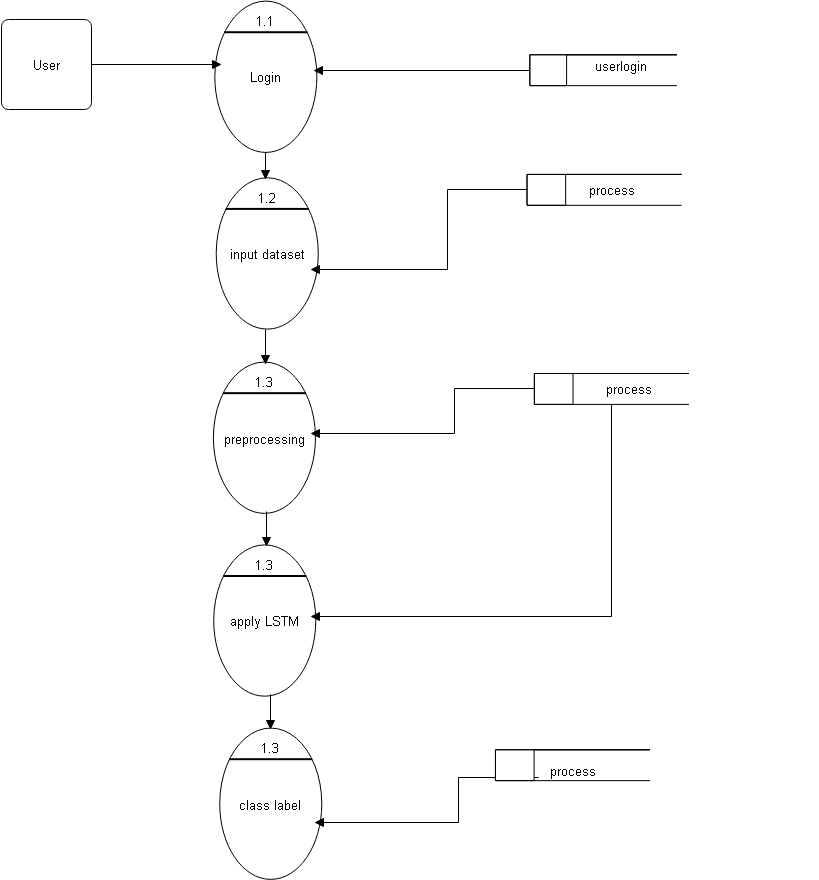 1.1
User
Login
userlogin
1.2
process
input dataset
1.3
process
preprocessing
1.3
apply LSTM
1.3
process
class label